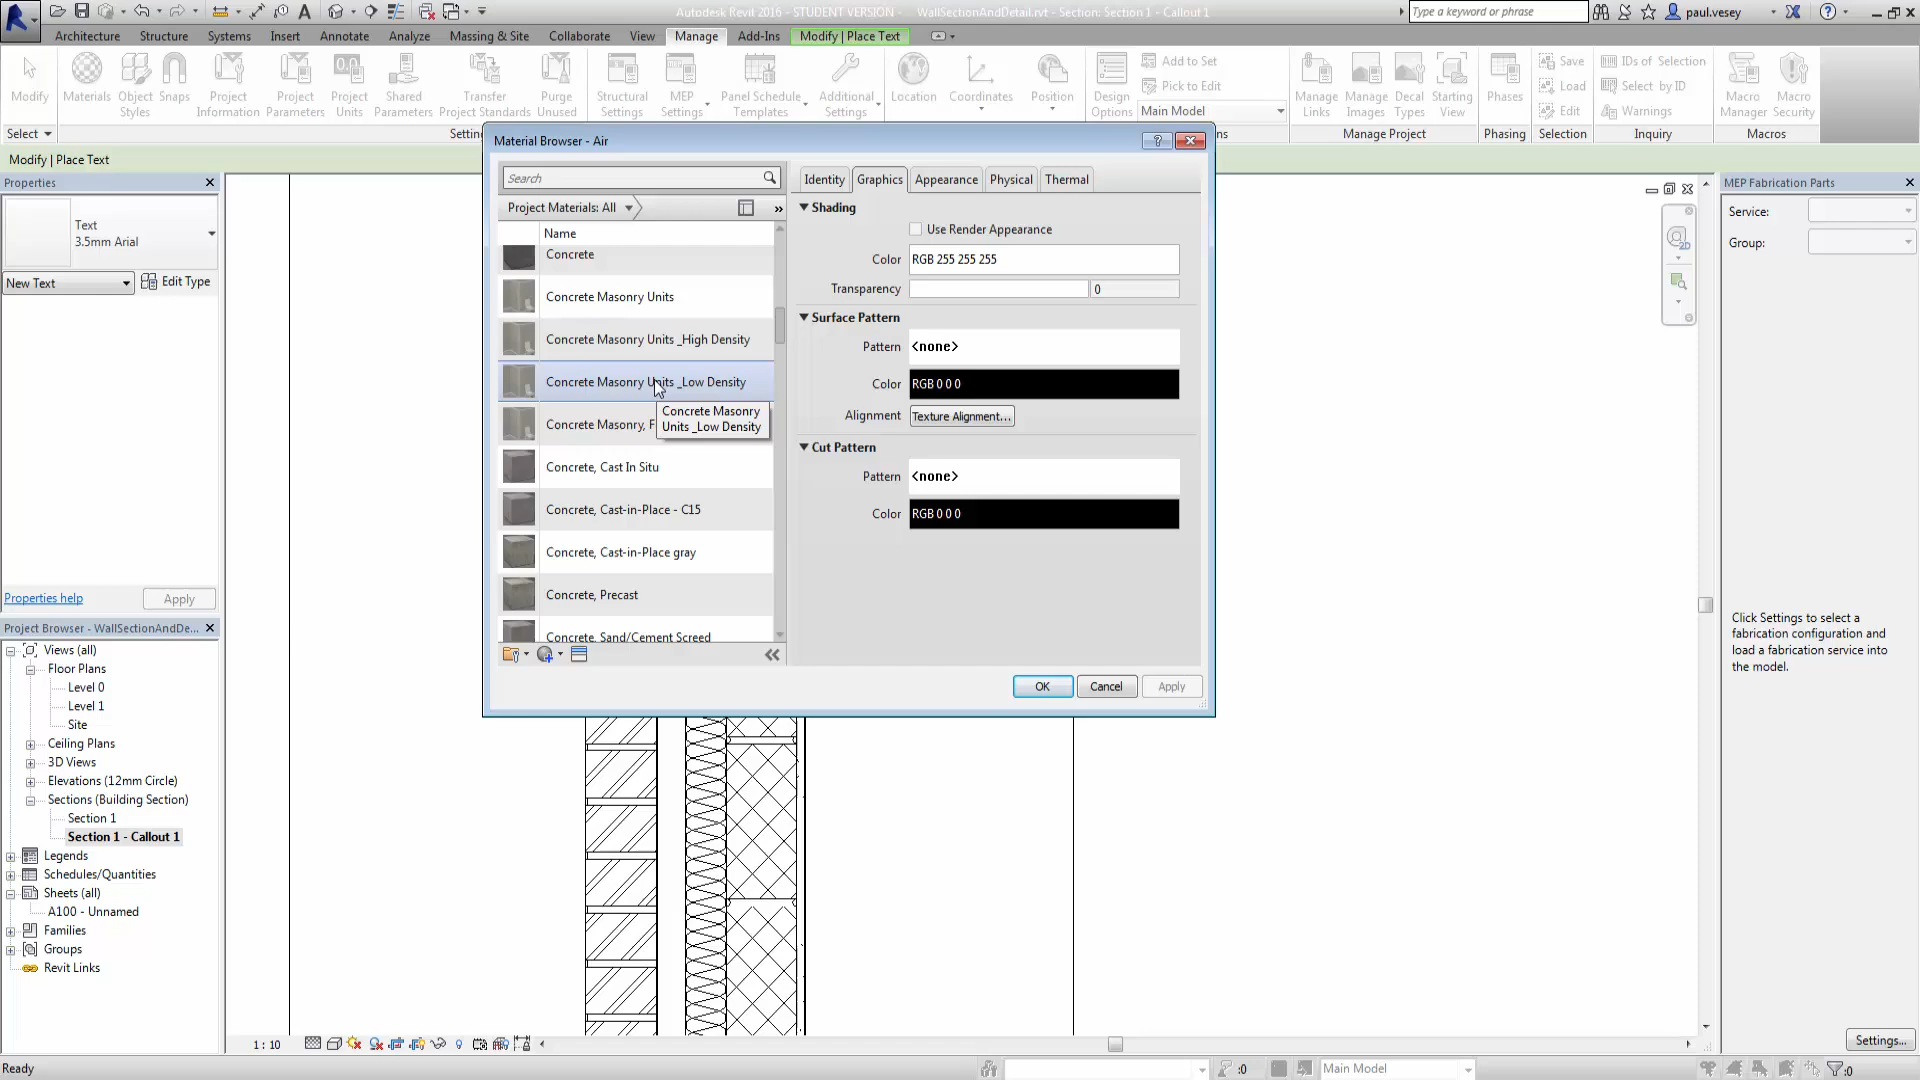 Autodesk Revit 2016 - STUDENT VERSION - WallSectionAndDetail.rvt - Section: Section 1 - Callout 1
Type a keyword or phrase
paul.vesey
Architecture Structure Systems Insert Annotate Analyze Massing & Site Collaborate View Manage Add-Ins Modify | Place Text
Modify
Materials
Object Styles
Snaps
Project Information
Project Parameters
Project Units
Shared Parameters
Transfer Project Standards
Purge Unused
Structural Settings
MEP Settings
Panel Schedule Templates
Additional Settings
Location
Coordinates
Position
Design Options
Add to Set
Pick to Edit
Main Model
Manage Links
Manage Images
Decal Types
Starting View
Phases
Save
Load
Edit
IDs of Selection
Select by ID
Warnings
Macro Manager
Macro Security
Select
Manage Project
Phasing
Selection
Inquiry
Macros
Modify | Place Text
Properties
Text
3.5mm Arial
New Text
Edit Type
Properties help
Apply
Project Browser - WallSectionAndDe...
Views (all)
Floor Plans
Level 0
Level 1
Site
Ceiling Plans
3D Views
Elevations (12mm Circle)
Sections (Building Section)
Section 1
Section 1 - Callout 1
Legends
Schedules/Quantities
Sheets (all)
A100 - Unnamed
Families
Groups
Revit Links
Material Browser - Air
Search
Project Materials: All
Name
Concrete
Concrete Masonry Units
Concrete Masonry Units _High Density
Concrete Masonry Units _Low Density
Concrete Masonry, F
Concrete Masonry
Units _Low Density
Concrete, Cast In Situ
Concrete, Cast-in-Place - C15
Concrete, Cast-in-Place gray
Concrete, Precast
Concrete, Sand/Cement Screed
Identity Graphics Appearance Physical Thermal
Shading
Use Render Appearance
Color RGB 255 255 255
Transparency 0
Surface Pattern
Pattern <none>
Color RGB 0 0 0
Alignment Texture Alignment...
Cut Pattern
Pattern <none>
Color RGB 0 0 0
OK Cancel Apply
MEP Fabrication Parts
Service:
Group:
2D
Click Settings to select a
fabrication configuration and
load a fabrication service into
the model.
Settings...
1 : 10
Ready
:0
Main Model
:0